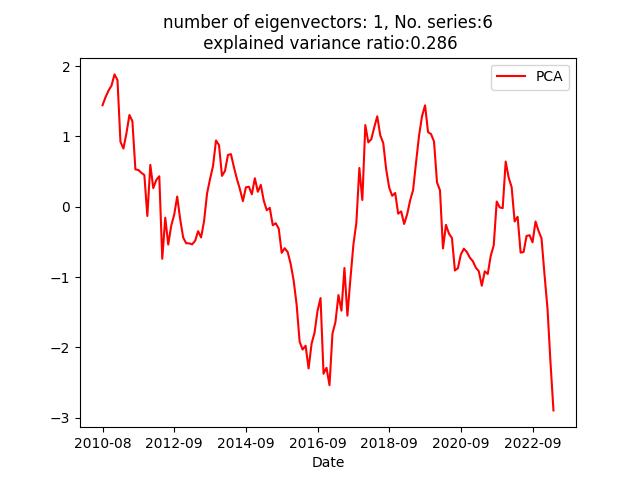 number of eigenvectors: 1, No. series:6
explained variance ratio:0.286
PCA
2
1
0
−1
−2
−3
2010-08 2012-09 2014-09 2016-09 2018-09 2020-09 2022-09
Date